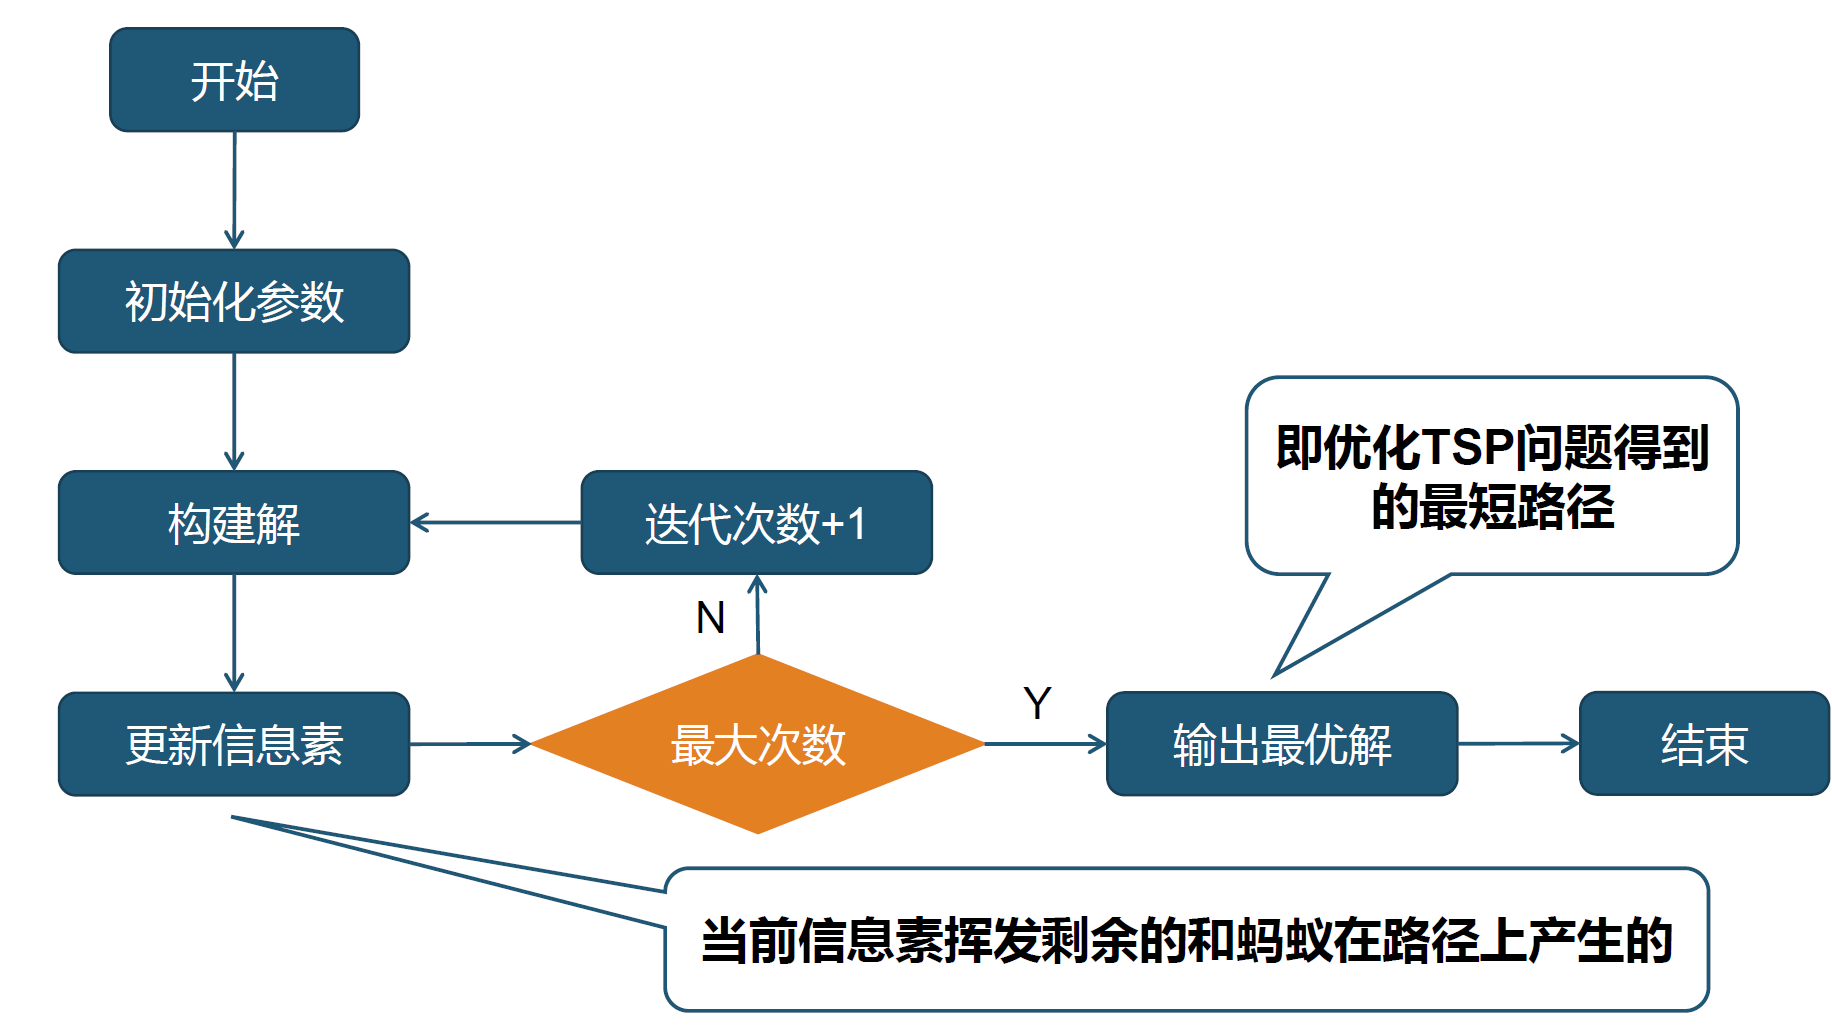 开始
初始化参数
构建解
迭代次数+1
即优化TSP问题得到
的最短路径
N
Y
更新信息素
最大次数
输出最优解
结束
当前信息素挥发剩余的和蚂蚁在路径上产生的